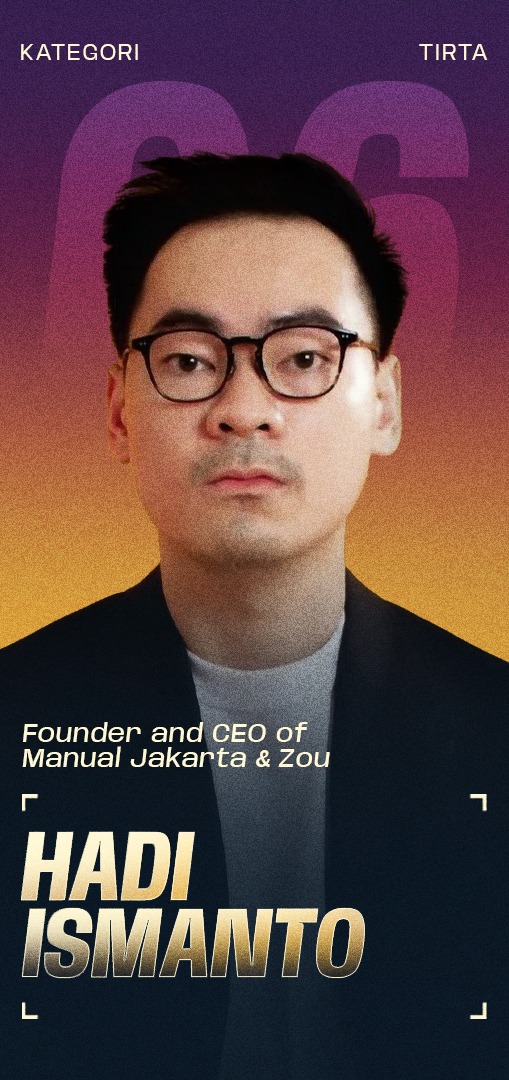 KATEGORI TIRTA
06
Founder and CEO of
Manual Jakarta & Zou
HADI
ISMANTO